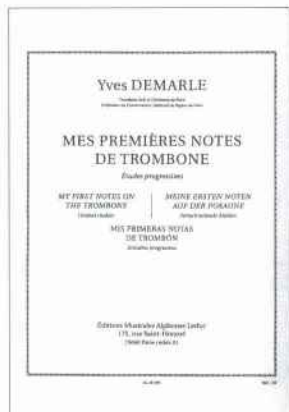 Yves DEMARLE
MES PREMIÈRES NOTES
DE TROMBONE
Études progressives
MY FIRST NOTES ON
THE TROMBONE
MEINE ERSTEN NOTEN
AUF DER POSAUNE
MIS PRIMERAS NOTAS
DE TROMBÓN
Éditions Musicales Alphonse Leduc
175, rue Saint-Honoré